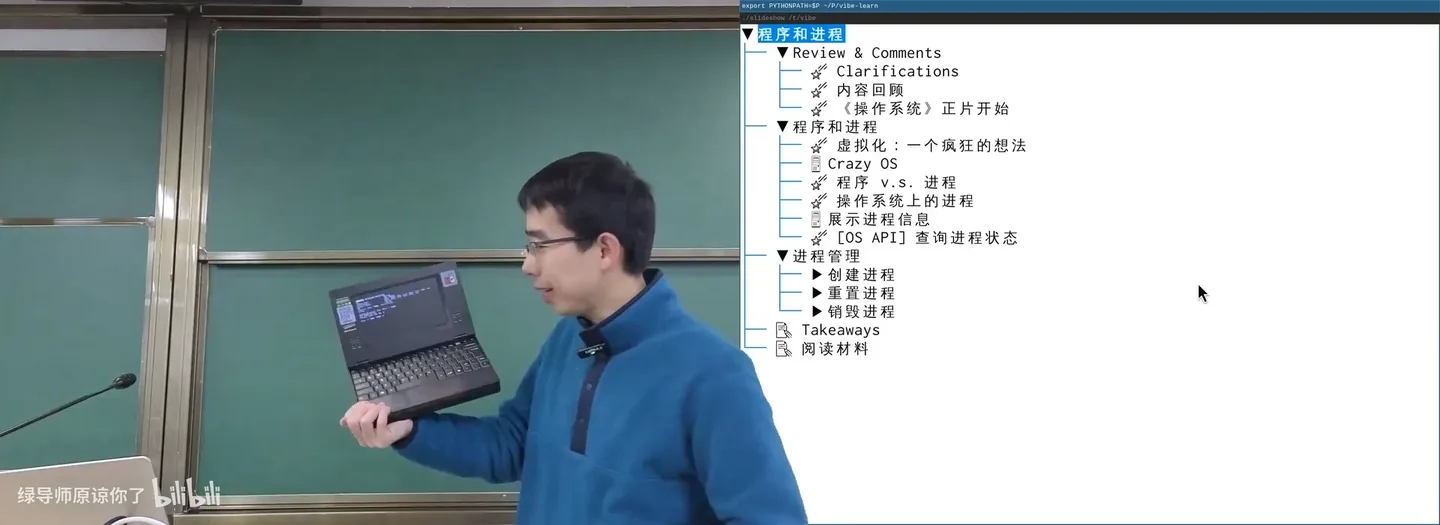 export PYTHONPATH=$P ~/P/vibe-learn
./slideshow /t/vibe
程序和进程
Review & Comments
Clarifications
内容回顾
《操作系统》正片开始
程序和进程
虚拟化：一个疯狂的想法
Crazy OS
程序 v.s. 进程
操作系统上的进程
展示进程信息
[OS API] 查询进程状态
进程管理
创建进程
重置进程
销毁进程
Takeaways
阅读材料
绿导师原谅你了 bilibili